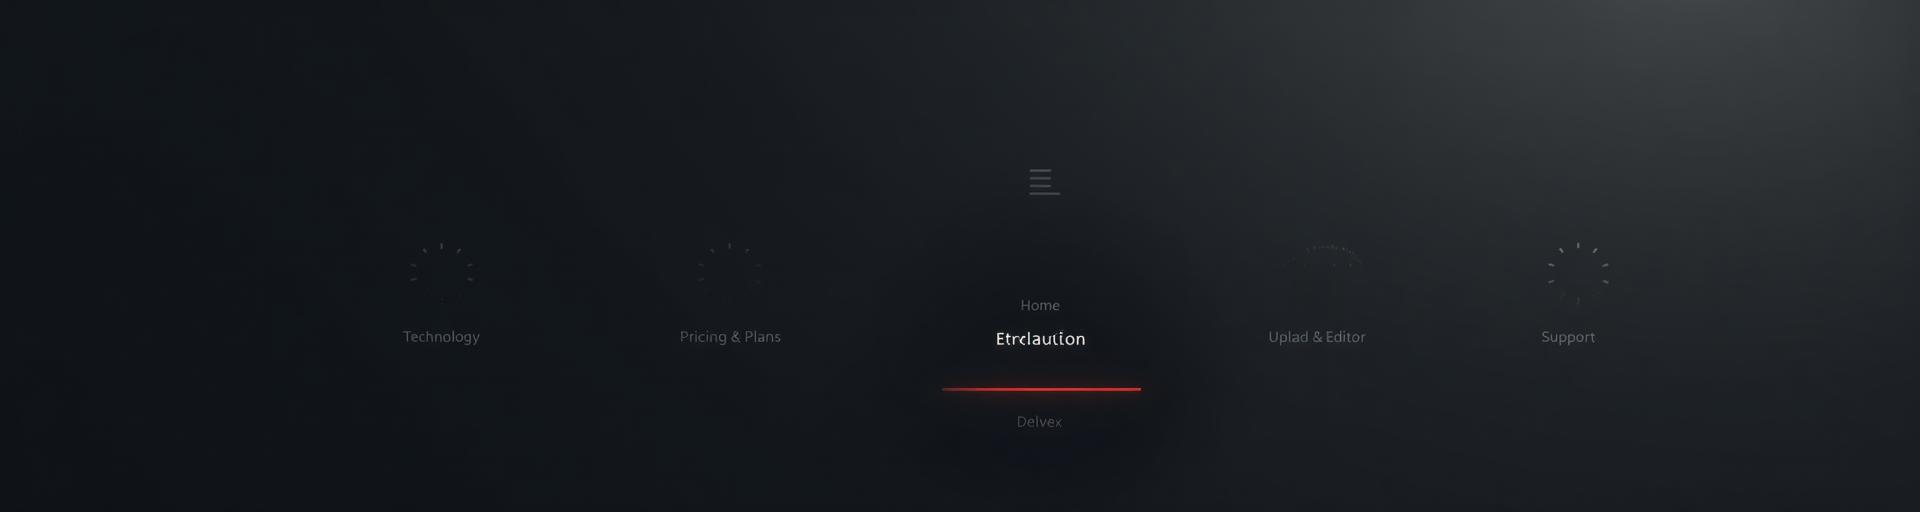 Home
Technology
Pricing & Plans
Etrclaution
Uplad & Editor
Support
Delvex